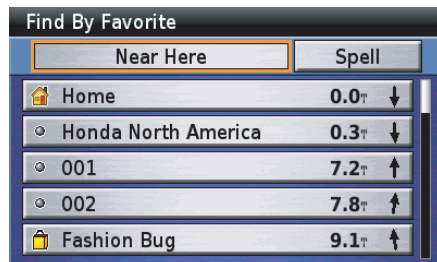 Find By Favorite
Near Here Spell
Home 0.0
Honda North America 0.3
001 7.2
002 7.8
Fashion Bug 9.1